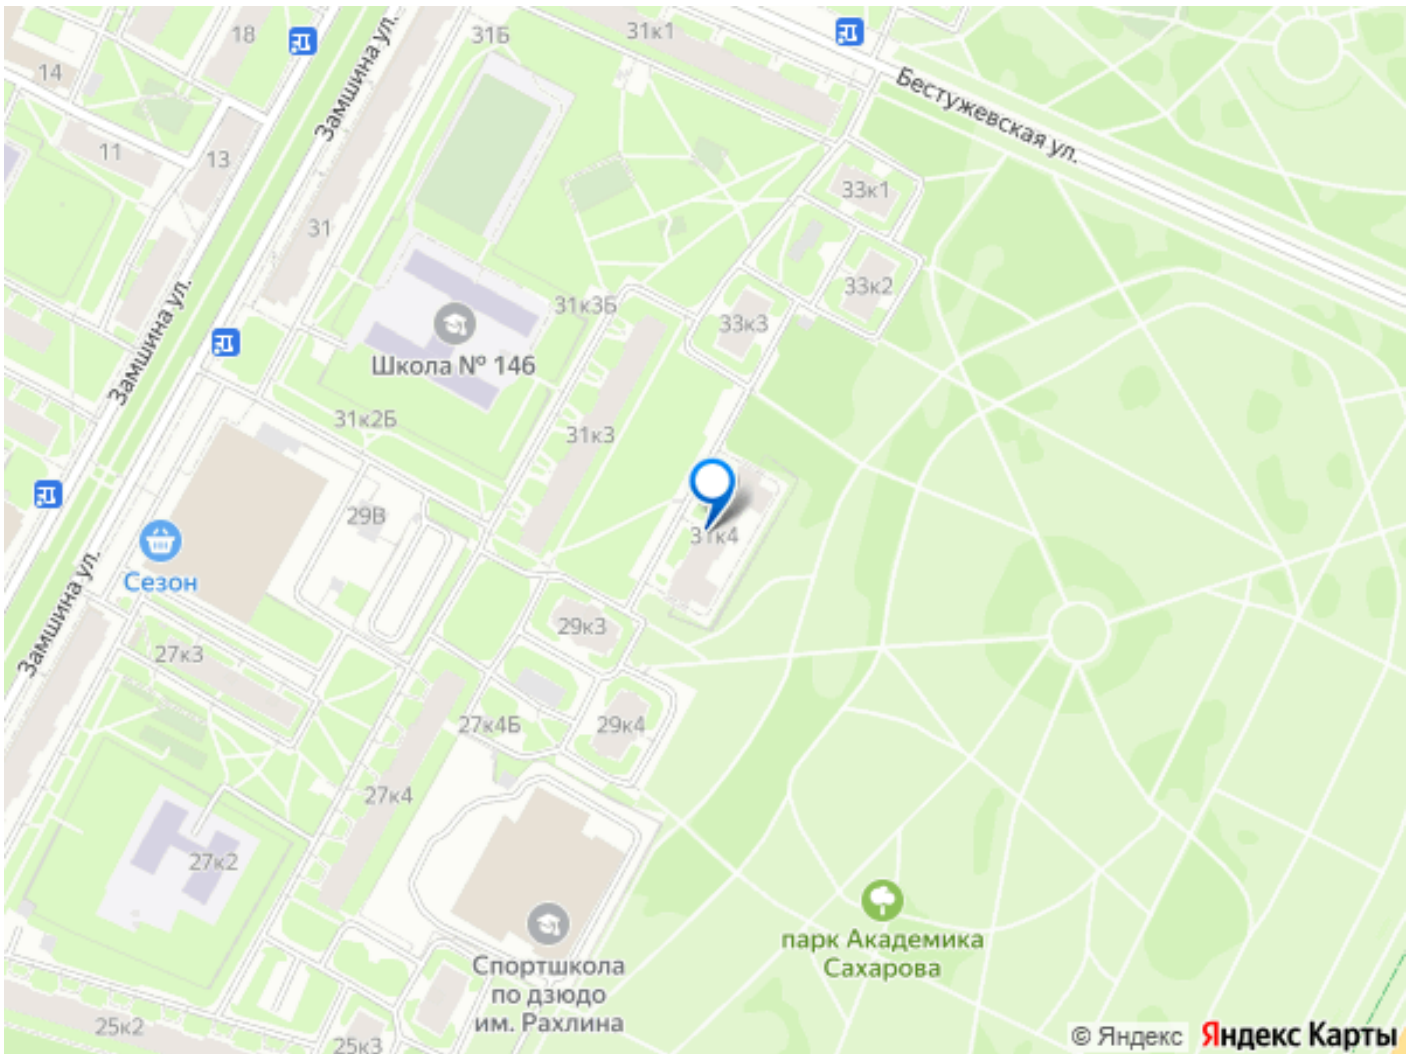 18
31Б
31к1
14
Замшина ул.
Бестужевская ул.
11
13
33к1
31
33к2
31к3Б
33к3
Замшина ул.
Школа № 146
31к2Б
31к3
29В
31к4
Сезон
Замшина ул.
29к3
27к3
27к4Б
29к4
27к4
27к2
парк Академика
Сахарова
Спортшкола
по дзюдо
им. Рахлина
25к2
25к3
© Яндекс Яндекс Карты